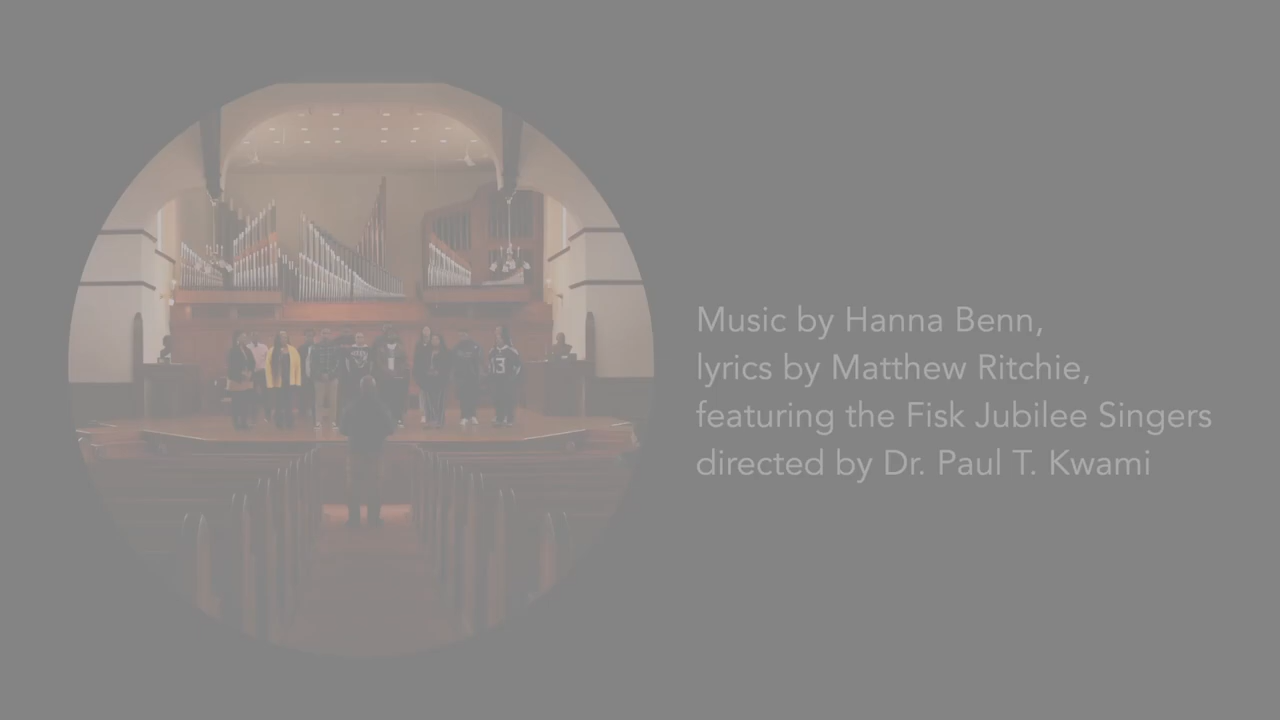 Music by Hanna Benn,
lyrics by Matthew Ritchie,
featuring the Fisk Jubilee Singers
directed by Dr. Paul T. Kwami